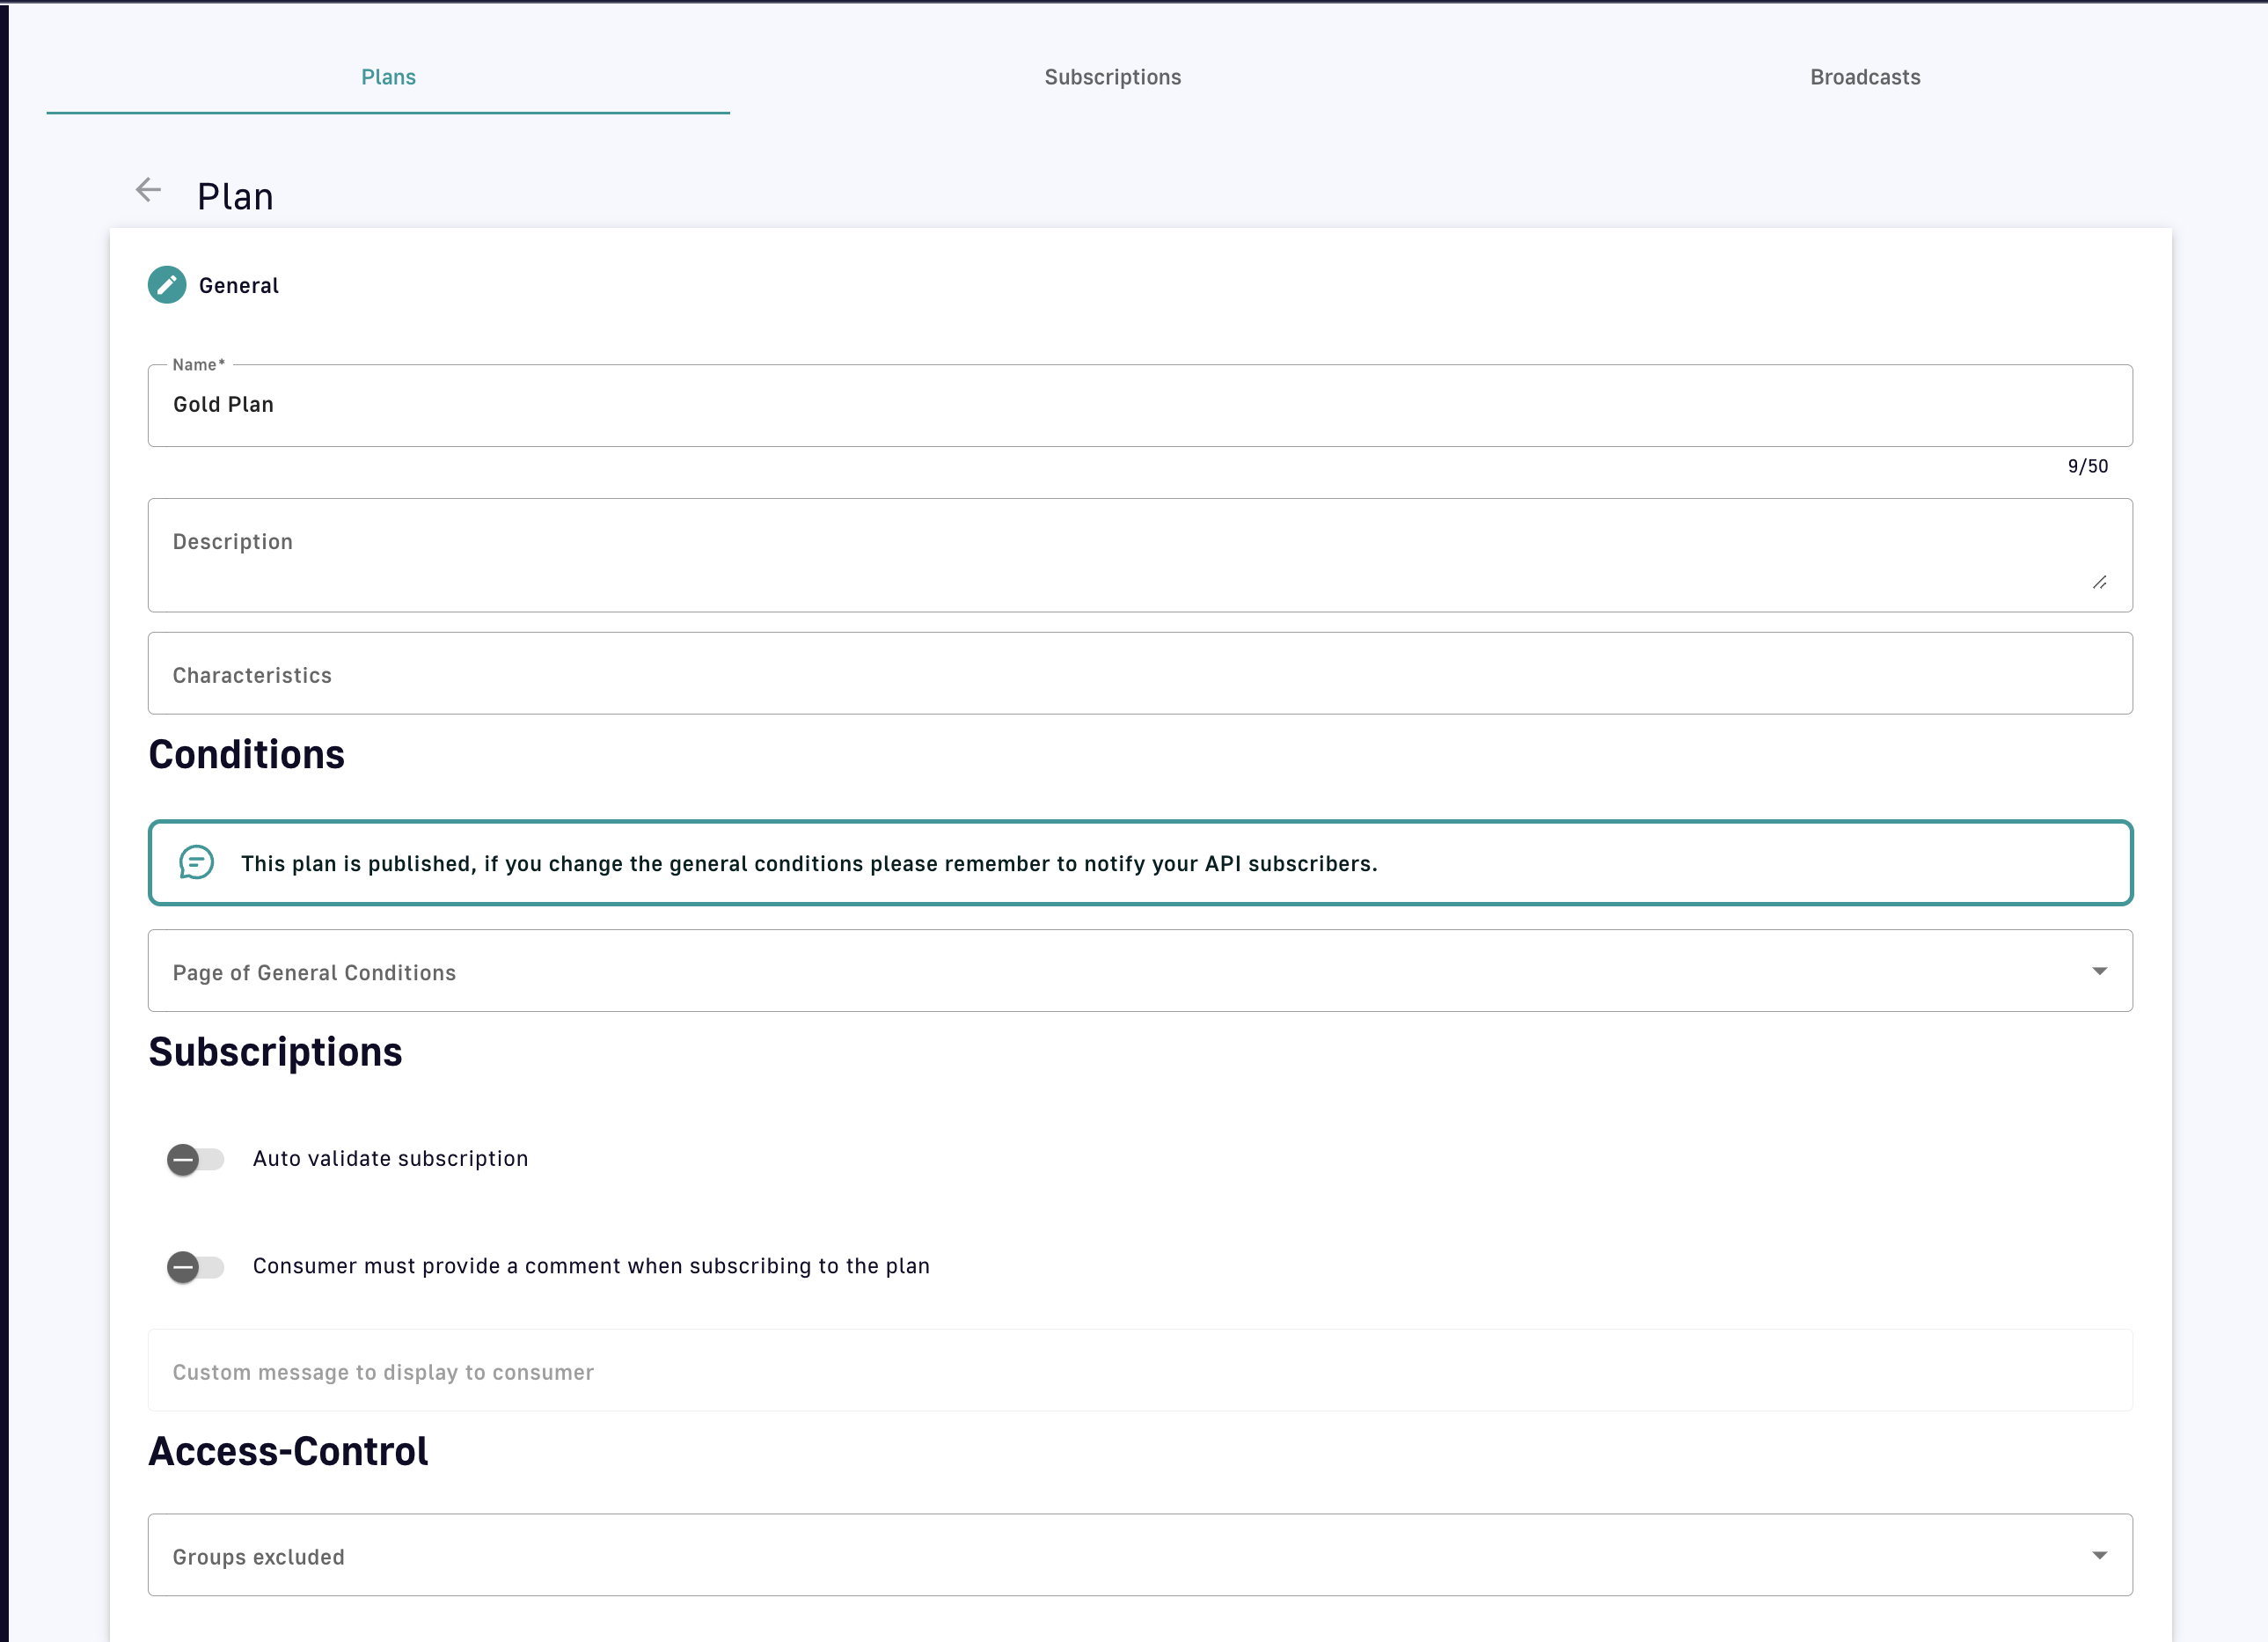 Plans
Subscriptions
Broadcasts
Plan
General
Name*
Gold Plan
9/50
Description
Characteristics
Conditions
This plan is published, if you change the general conditions please remember to notify your API subscribers.
Page of General Conditions
Subscriptions
Auto validate subscription
Consumer must provide a comment when subscribing to the plan
Custom message to display to consumer
Access-Control
Groups excluded